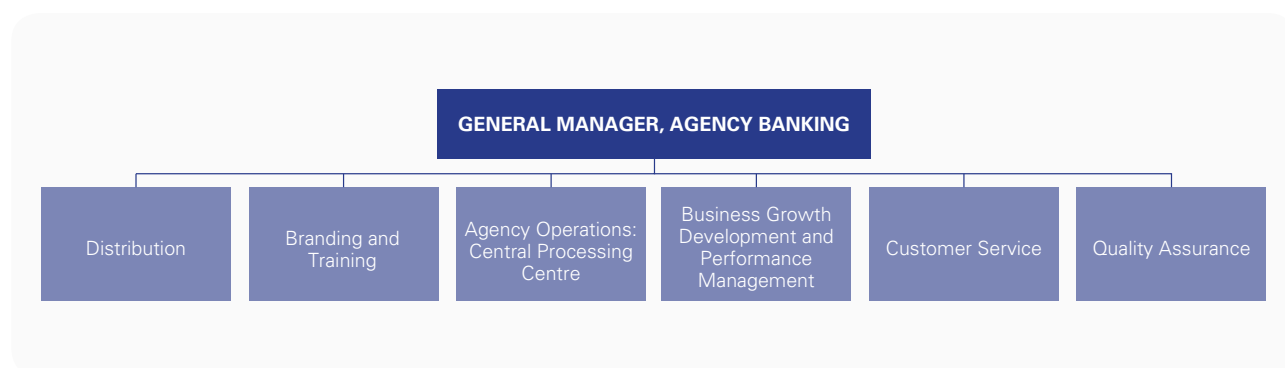 GENERAL MANAGER, AGENCY BANKING
Distribution
Branding and
Training
Agency Operations:
Central Processing
Centre
Business Growth
Development and
Performance
Management
Customer Service
Quality Assurance